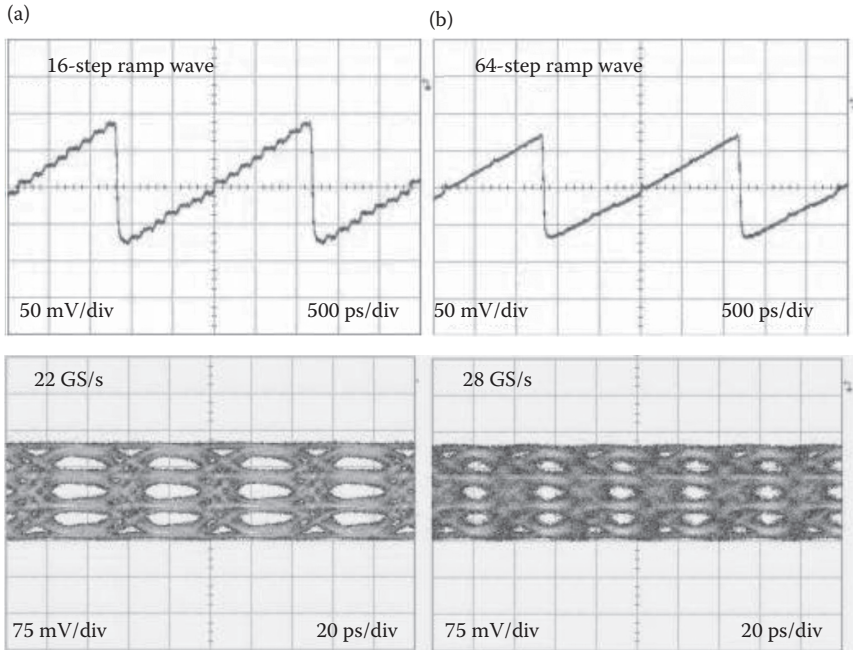 (a)
(b)
16-step ramp wave
64-step ramp wave
50 mV/div
500 ps/div
50 mV/div
500 ps/div
22 GS/s
28 GS/s
75 mV/div
20 ps/div
75 mV/div
20 ps/div